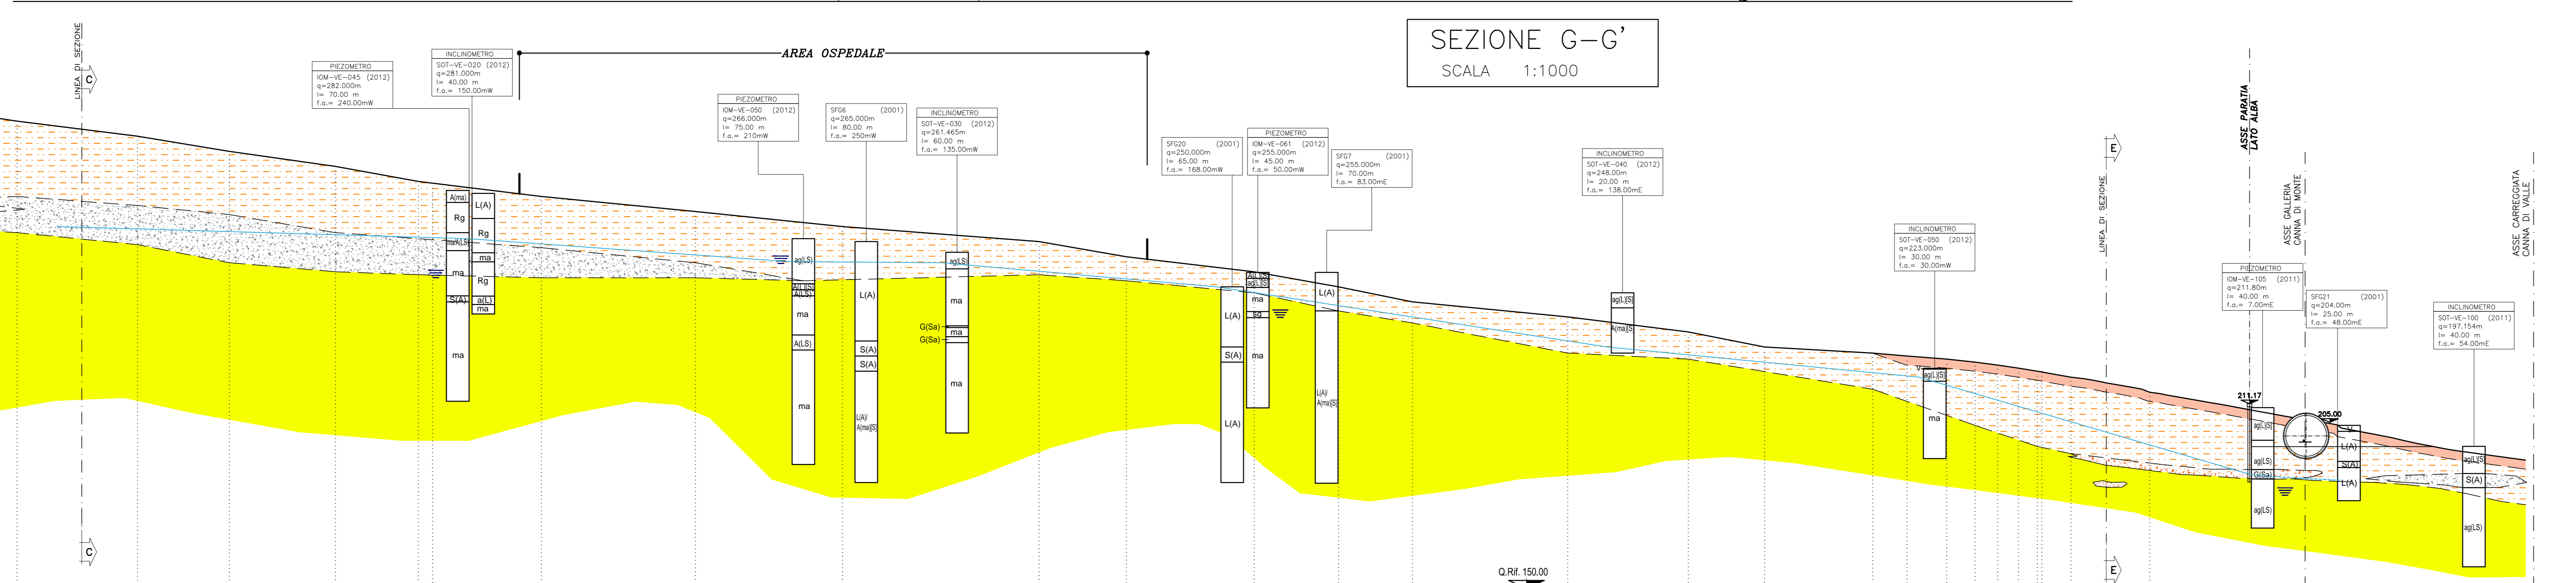 SEZIONE G-G'
SCALA 1:1000
AREA OSPEDALE
LINEA DI SEZIONE
C
C
PIEZOMETRO
IOM-VE-045 (2012)
q=282.000m
l= 70.00 m
f.a.= 240.00mW
INCLINOMETRO
SOT-VE-020 (2012)
q=281.000m
l= 40.00 m
f.a.= 150.00mW
PIEZOMETRO
IOM-VE-050 (2012)
q=266.000m
l= 75.00 m
f.a.= 210mW
SFG6 (2001)
q=265.000m
l= 80.00 m
f.a.= 250mW
INCLINOMETRO
SOT-VE-030 (2012)
q=261.465m
l= 60.00 m
f.a.= 135.00mW
SFG20 (2001)
q=250.000m
l= 65.00 m
f.a.= 168.00mW
PIEZOMETRO
IOM-VE-061 (2012)
q=255.000m
l= 45.00 m
f.a.= 50.00mW
SFG7 (2001)
q=255.000m
l= 70.00m
f.a.= 83.00mE
INCLINOMETRO
SOT-VE-040 (2012)
q=248.00m
l= 20.00 m
f.a.= 138.00mE
INCLINOMETRO
SOT-VE-050 (2012)
q=223.000m
l= 30.00 m
f.a.= 30.00mW
LINEA DI SEZIONE
E
E
ASSE PARATIA
LATO ALBA
ASSE GALLERIA
CANNA DI MONTE
ASSE CARREGGIATA
CANNA DI VALLE
PIEZOMETRO
IOM-VE-105 (2011)
q=211.80m
l= 40.00 m
f.a.= 7.00mE
SFG21 (2001)
q=204.00m
l= 25.00 m
f.a.= 48.00mE
INCLINOMETRO
SOT-VE-100 (2011)
q=197.154m
l= 40.00 m
f.a.= 54.00mE
A(ma)
Rg
ma
S(A)
ma
L(A)
Rg
ma
Rg
a(L)
ma
ag(LS)
A(L)[S]
A(LS)
ma
A(LS)
ma
L(A)
S(A)
S(A)
L(A)/
A(ma)[S]
ag(LS)
ma
G(Sa)
ma
G(Sa)
ma
L(A)
S(A)
L(A)
A(L)[S]
ag(L)[S]
ma
sg
ma
L(A)
L(A)/
A(ma)[S]
ag(L)[S]
A(ma)[S]
V
ag(L)[S]
ma
211.17
ag(L)[S]
ag(LS)
G(Sa)
ag(LS)
205.00
V
L(A)
S(A)
L(A)
ag(L)[S]
S(A)
ag(LS)
Q.Rif. 150.00